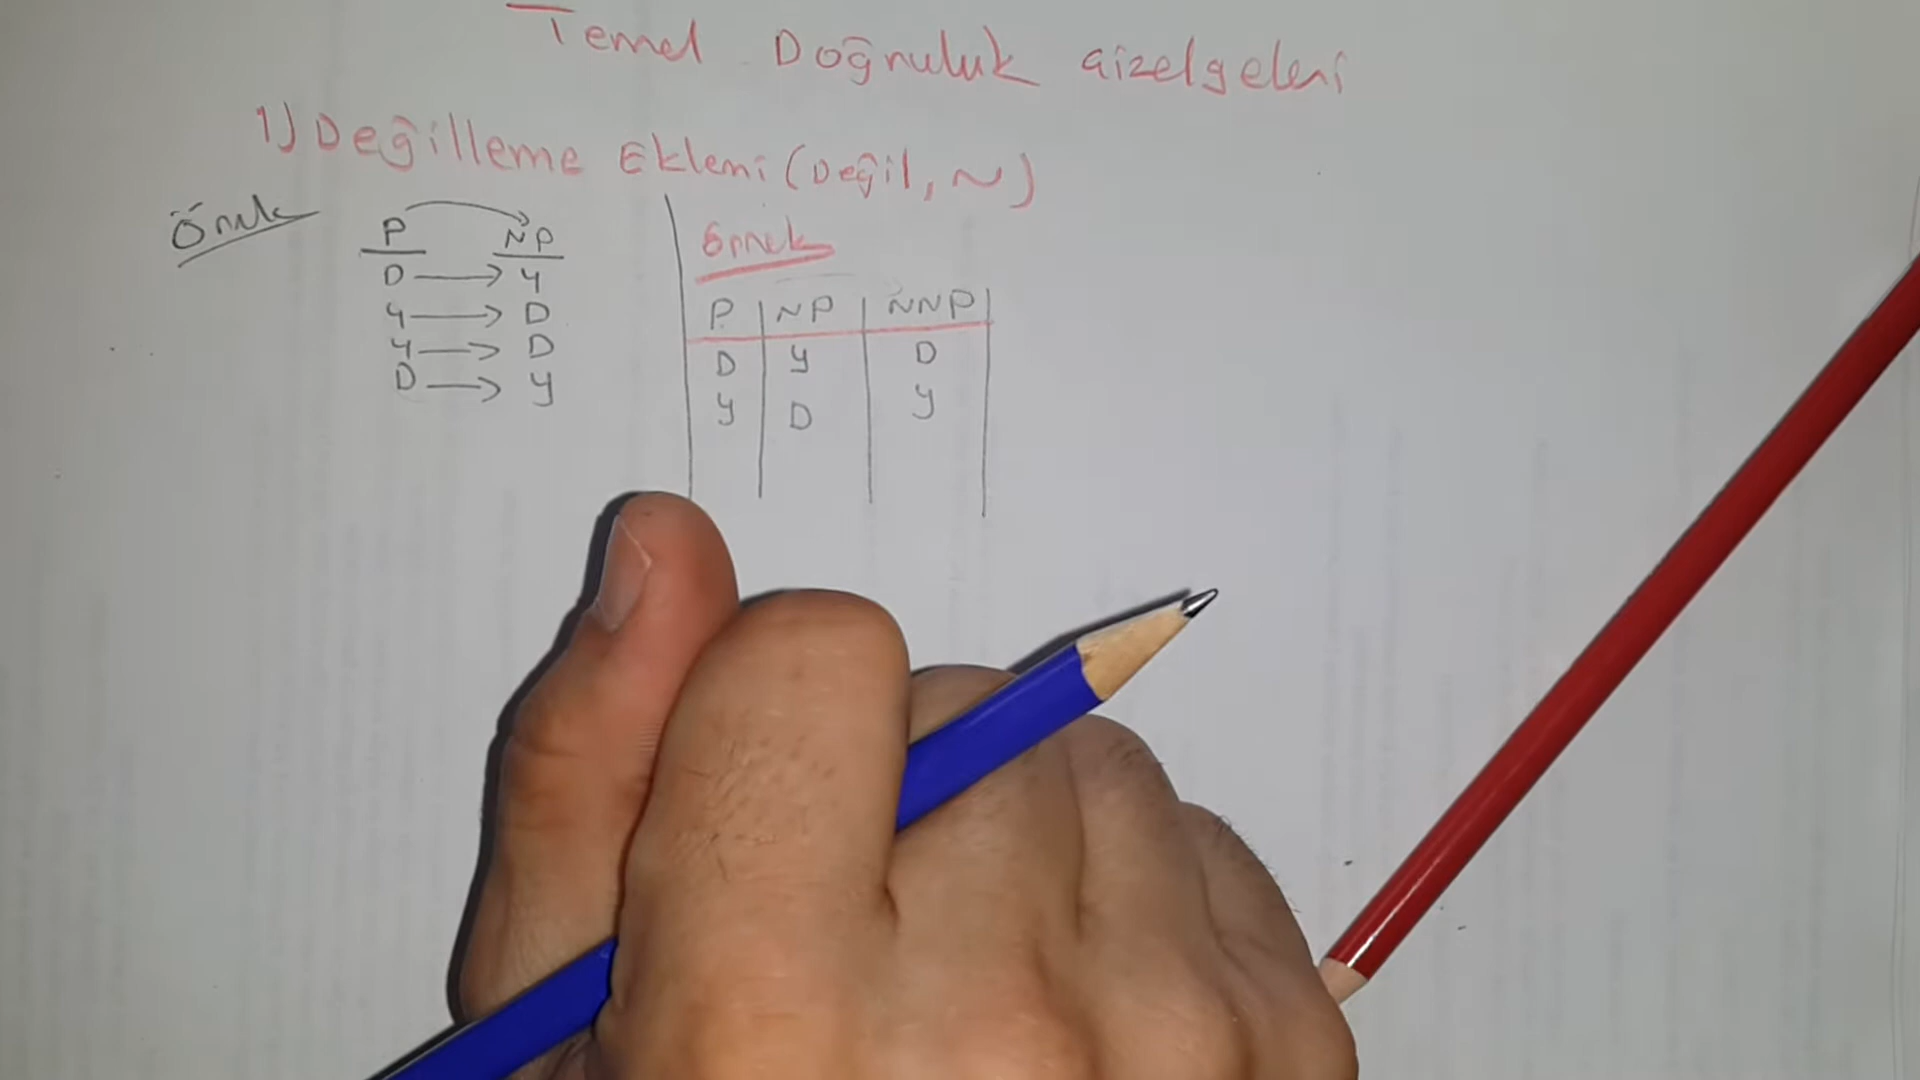 Temel Doğruluk Çizelgeleri
1) Değilleme Eklemi (Değil, ~)
Örnek
P ~P
D → Y
Y → D
Y → D
D → Y
Örnek
P ~P ~~P
D Y D
Y D Y